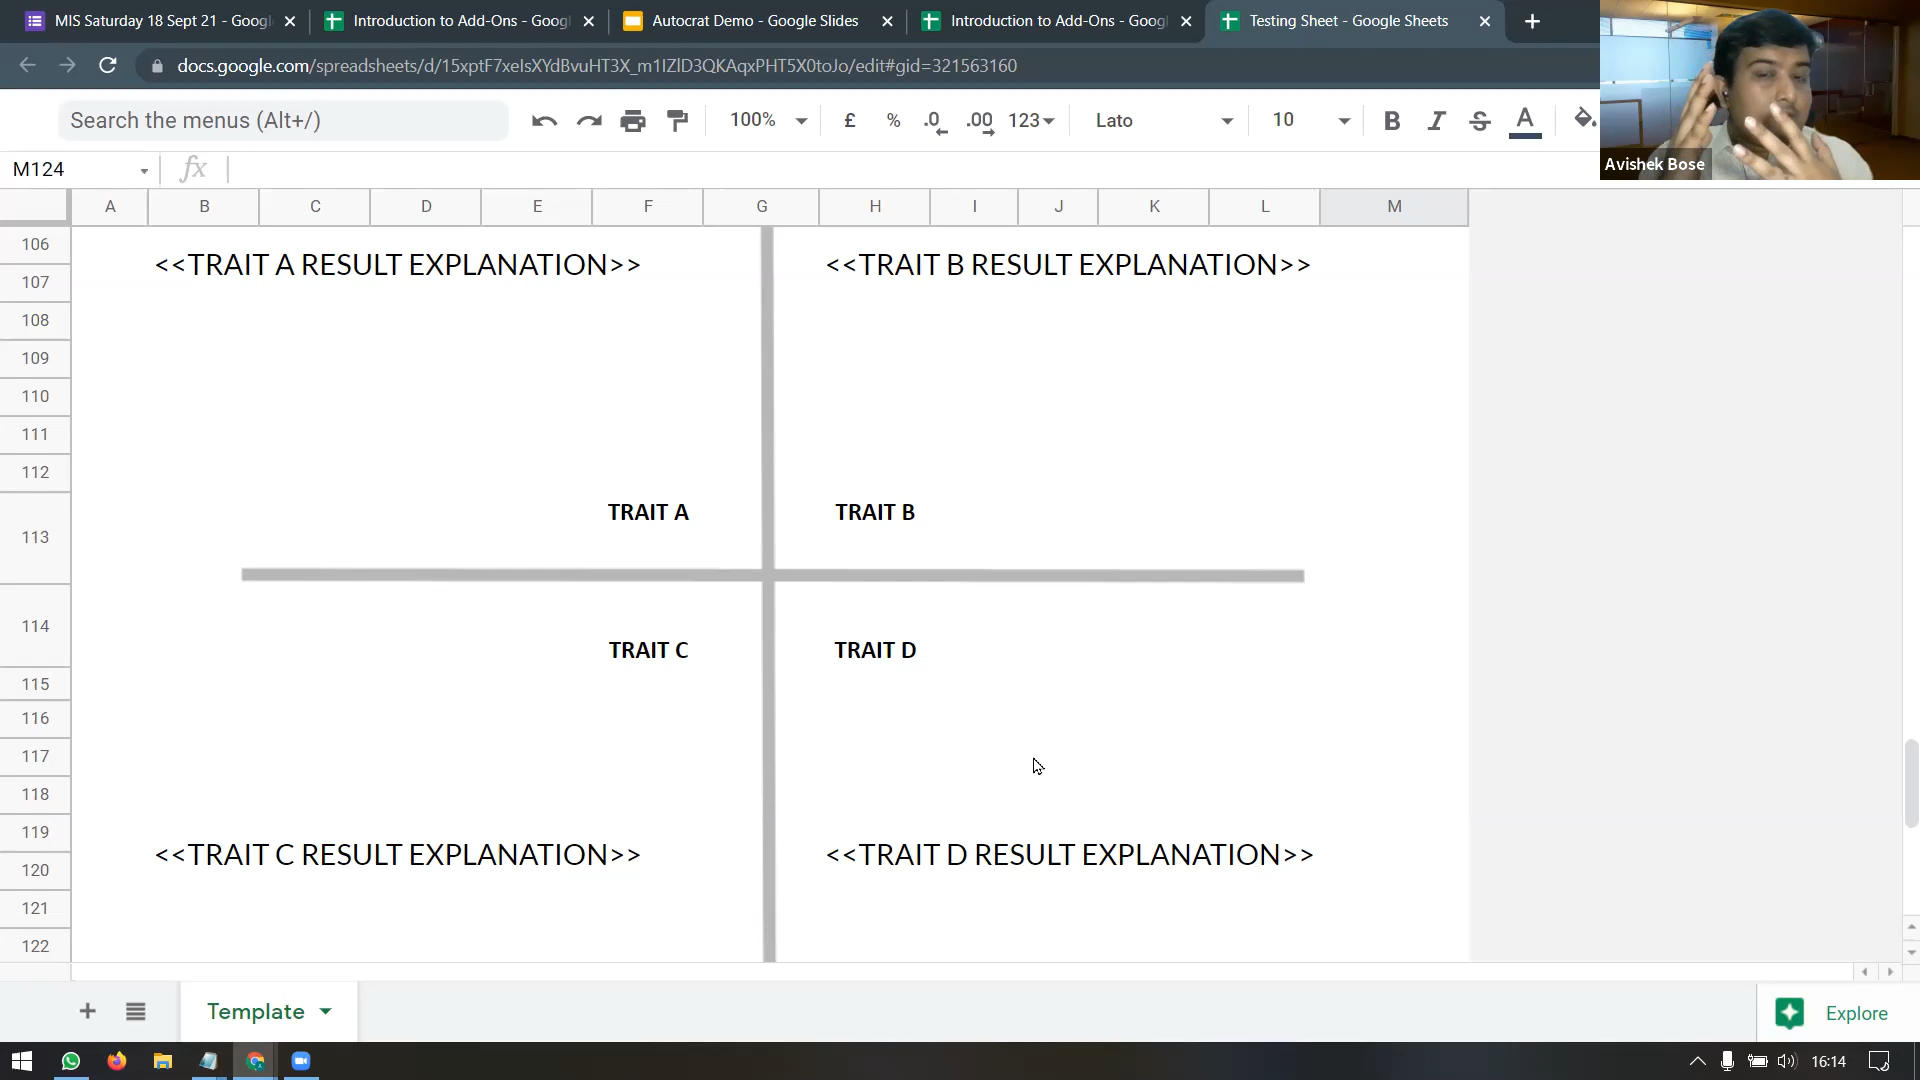 MIS Saturday 18 Sept 21 - Googl
Introduction to Add-Ons - Googl
Autocrat Demo - Google Slides
Introduction to Add-Ons - Googl
Testing Sheet - Google Sheets
docs.google.com/spreadsheets/d/15xptF7xeIsXYdBvuHT3X_m1IZlD3QKAqxPHT5X0toJo/edit#gid=321563160
Search the menus (Alt+/)
100%
£
%
.0
.00
123
Lato
10
B
I
S
A
Avishek Bose
M124
fx
A B C D E F G H I J K L M
106
<<TRAIT A RESULT EXPLANATION>> <<TRAIT B RESULT EXPLANATION>>
107
108
109
110
111
112
TRAIT A TRAIT B
113
114
TRAIT C TRAIT D
115
116
117
118
119
<<TRAIT C RESULT EXPLANATION>> <<TRAIT D RESULT EXPLANATION>>
120
121
122
Template
Explore
16:14